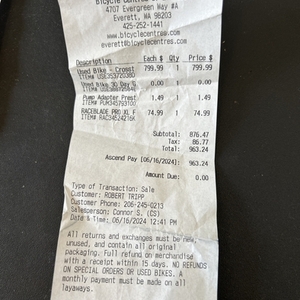 Bicycle Centres
4707 Evergreen Way #A
Everett, WA 98203
425-252-1441
www.bicyclecentres.com
everett@bicyclecentres.com
Description Each $ Qty Price $
Used Bike - Crosst 799.99 1 $799.99
ITEM#
Used Bike 30 Day G 0.00 1 0.00
ITEM#
Pump Adapter Prest 1.49 1 1.49
ITEM#
RACEBLADE PRO XL F 74.99 1 74.99
ITEM#
Subtotal: 876.47
Tax: 86.77
Total: 963.24
Ascend Pay [06/16/2024]: 963.24
Amount Due: 0.00
Type of Transaction: Sale
Customer: ROBERT TRIPP
Customer Phone: 206-245-0213
Salesperson: Connor S. (CS)
Date & Time: 06/16/2024 12:41 PM
All returns and exchanges must be new,
unused, and contain all original
packaging. Full refund on merchandise
with a receipt within 15 days. NO REFUNDS
ON SPECIAL ORDERS OR USED BIKES. A
monthly payment must be made on all
layaways.